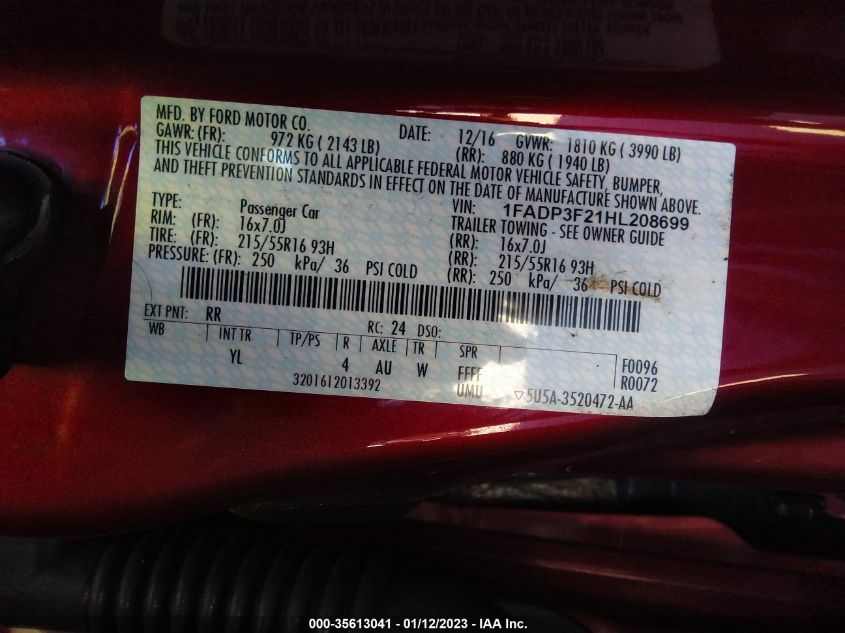 MFD. BY FORD MOTOR CO.
DATE: 12/16 GVWR: 1810 KG ( 3990 LB)
GAWR: (FR): 972 KG ( 2143 LB) (RR): 880 KG ( 1940 LB)
THIS VEHICLE CONFORMS TO ALL APPLICABLE FEDERAL MOTOR VEHICLE SAFETY, BUMPER,
AND THEFT PREVENTION STANDARDS IN EFFECT ON THE DATE OF MANUFACTURE SHOWN ABOVE.
VIN: 1FADP3F21HL208699
TYPE: Passenger Car TRAILER TOWING - SEE OWNER GUIDE
RIM: (FR): 16x7.0J (RR): 16x7.0J
TIRE: (FR): 215/55R16 93H (RR): 215/55R16 93H
PRESSURE: (FR): 250 kPa/ 36 PSI COLD (RR): 250 kPa/ 36 PSI COLD
EXT PNT: RR RC: 24 DSO:
WB INT TR TP/PS R AXLE TR SPR
YL 4 AU W FFFF F0096
UMU R0072
3201612013392 ▽5U5A-3520472-AA
000-35613041 - 01/12/2023 - IAA Inc.